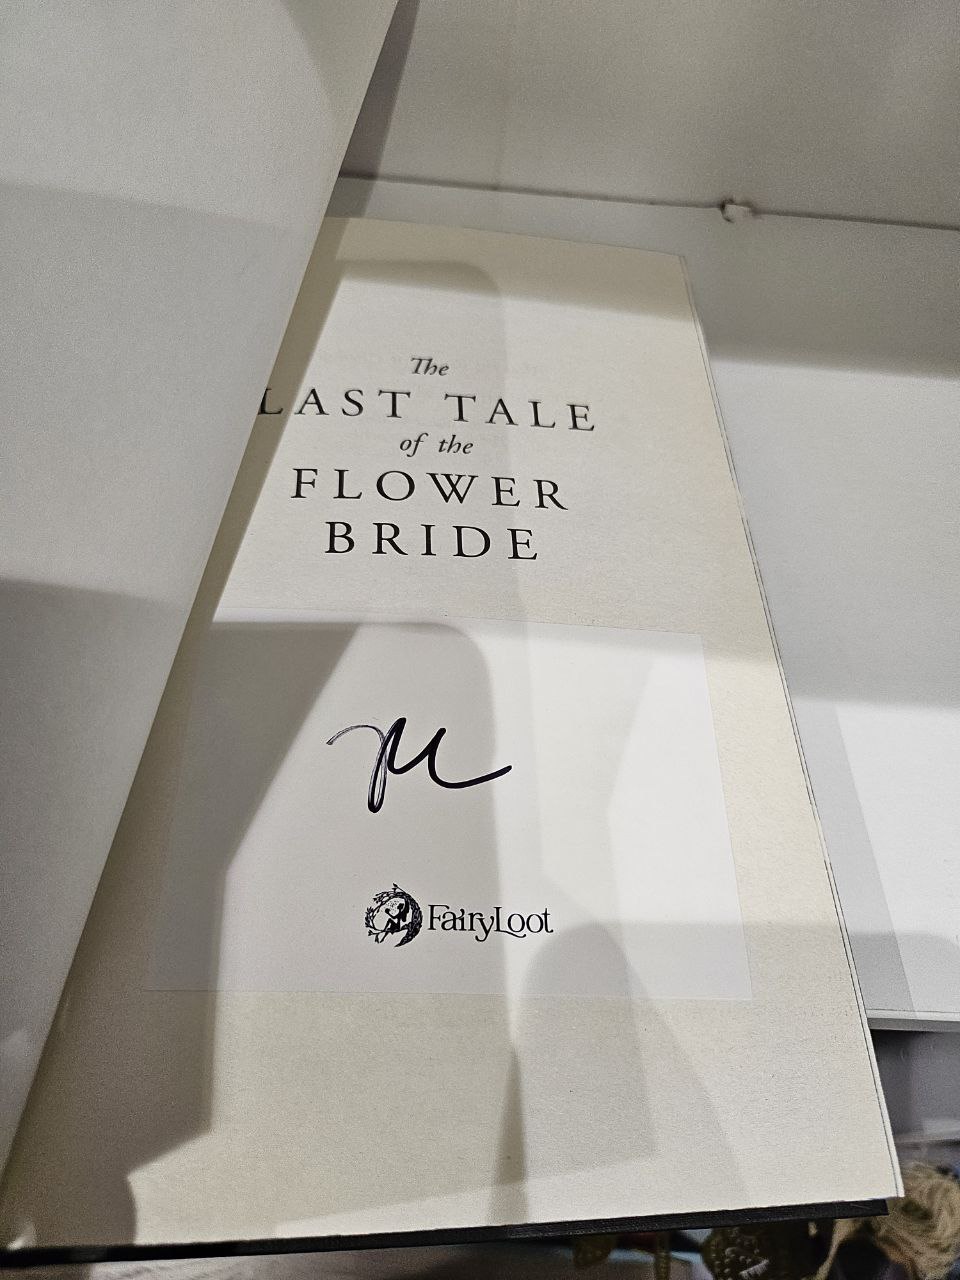 The
LAST TALE
of the
FLOWER
BRIDE
FairyLoot